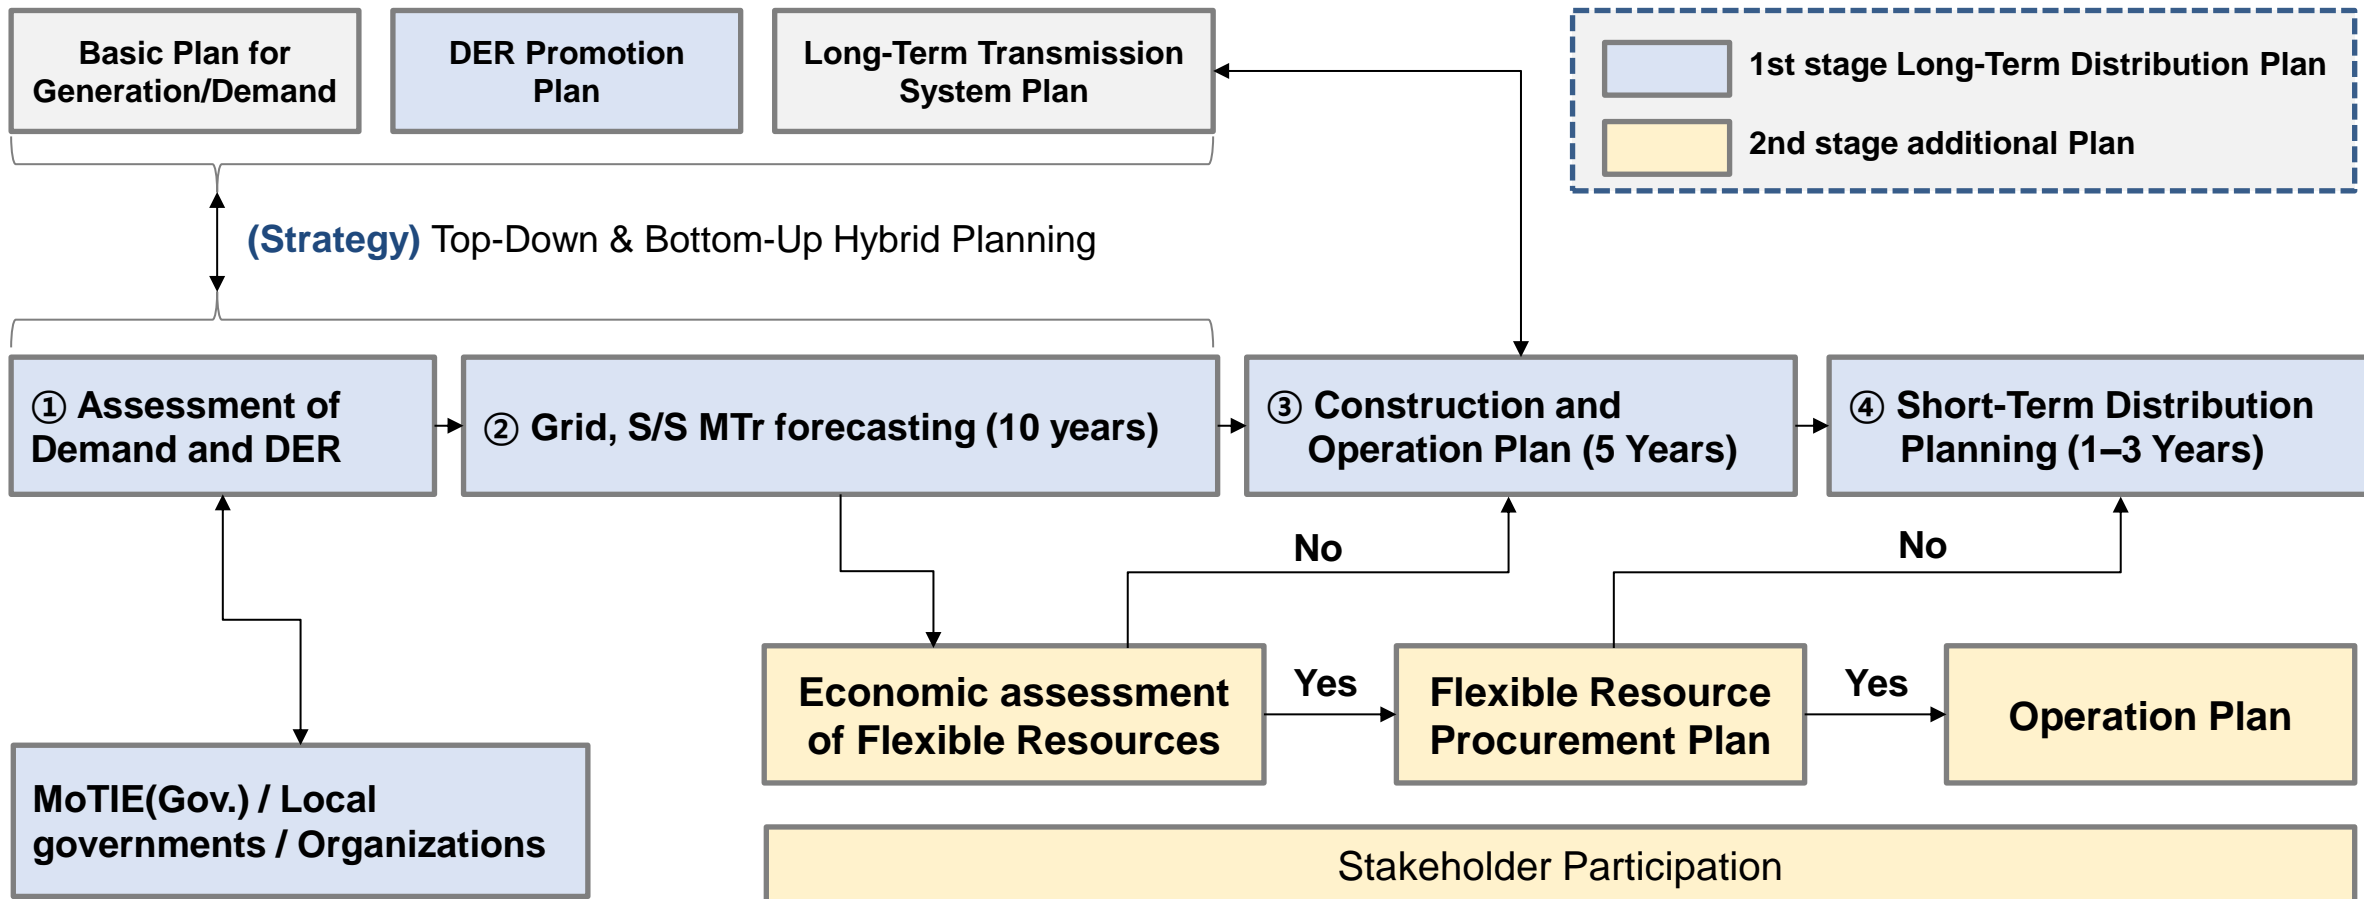 Basic Plan for
Generation/Demand
DER Promotion
Plan
Long-Term Transmission
System Plan
1st stage Long-Term Distribution Plan
2nd stage additional Plan
(Strategy) Top-Down & Bottom-Up Hybrid Planning
① Assessment of
Demand and DER
② Grid, S/S MTr forecasting (10 years)
③ Construction and
Operation Plan (5 Years)
④ Short-Term Distribution
Planning (1–3 Years)
No
No
Economic assessment
of Flexible Resources
Yes
Flexible Resource
Procurement Plan
Yes
Operation Plan
MoTIE(Gov.) / Local
governments / Organizations
Stakeholder Participation